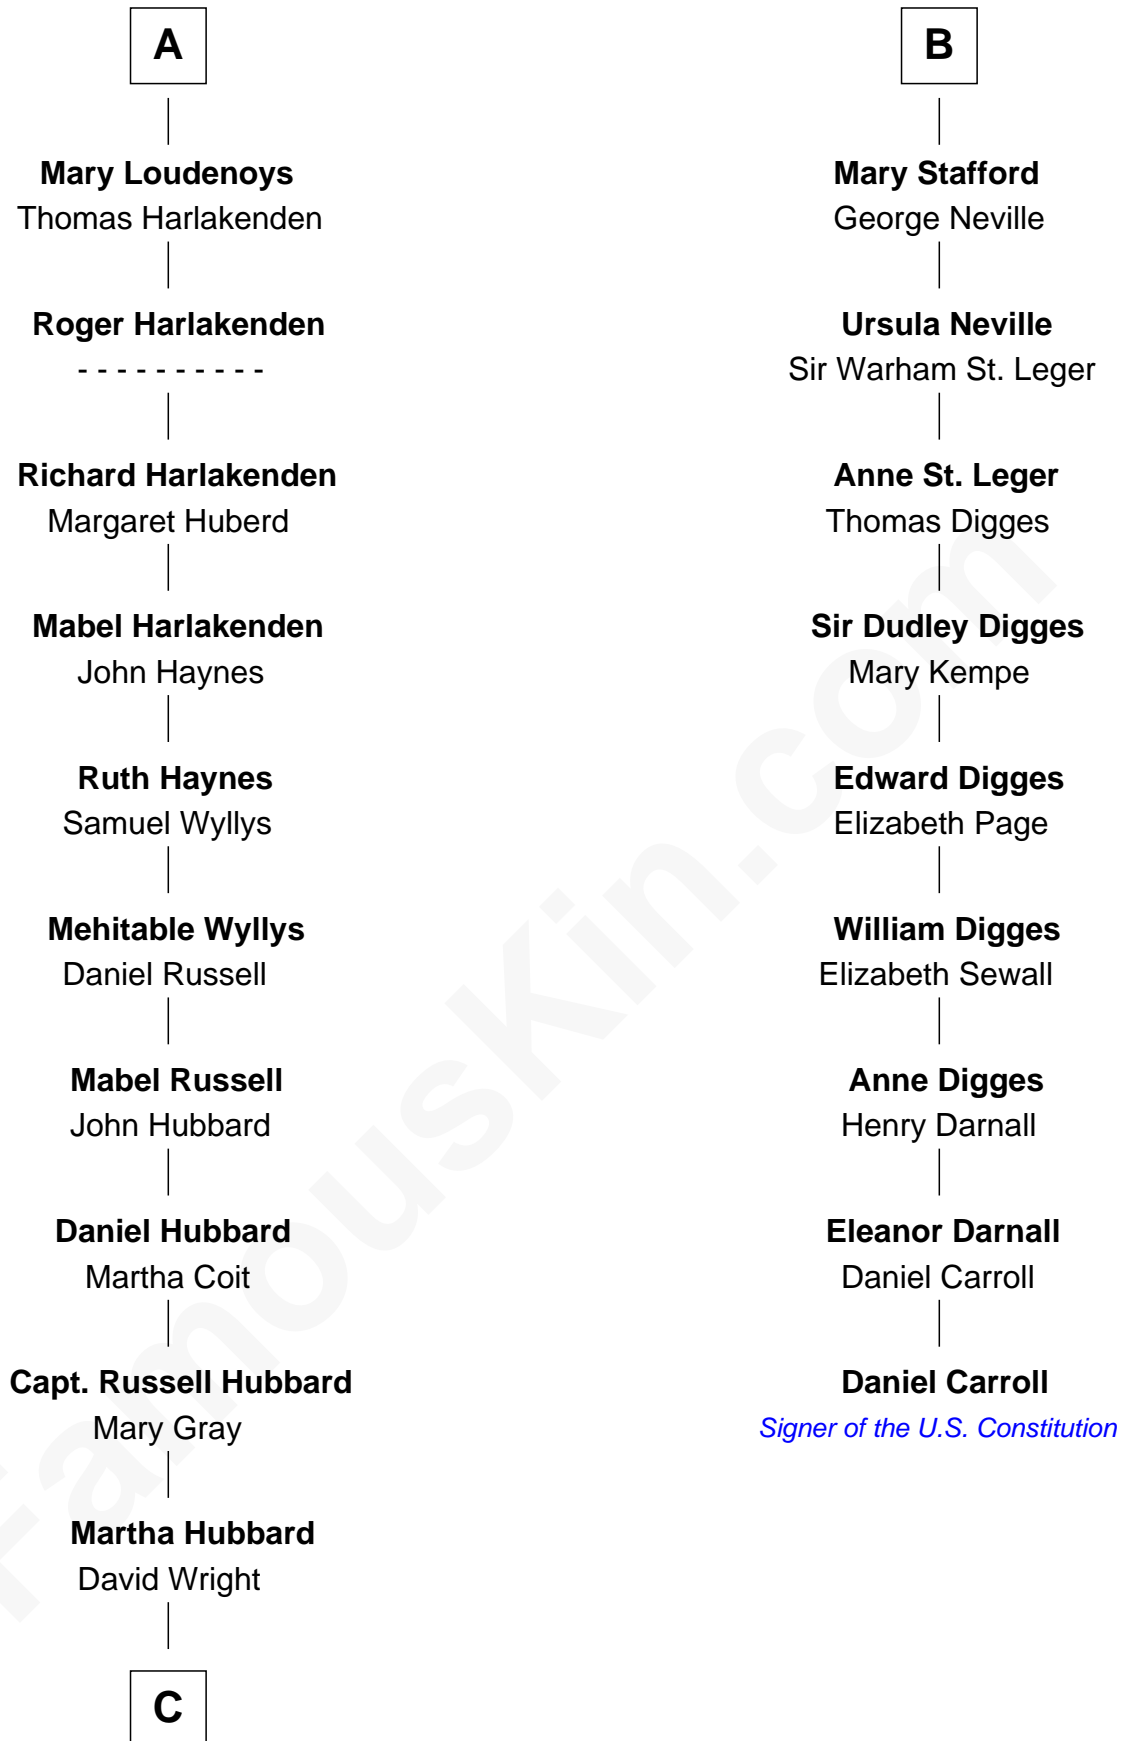 A
Mary Loudenoys
Thomas Harlakenden
Roger Harlakenden
- - - - - - - - - -
Richard Harlakenden
Margaret Huberd
Mabel Harlakenden
John Haynes
Ruth Haynes
Samuel Wyllys
Mehitable Wyllys
Daniel Russell
Mabel Russell
John Hubbard
Daniel Hubbard
Martha Coit
Capt. Russell Hubbard
Mary Gray
Martha Hubbard
David Wright
C
B
Mary Stafford
George Neville
Ursula Neville
Sir Warham St. Leger
Anne St. Leger
Thomas Digges
Sir Dudley Digges
Mary Kempe
Edward Digges
Elizabeth Page
William Digges
Elizabeth Sewall
Anne Digges
Henry Darnall
Eleanor Darnall
Daniel Carroll
Daniel Carroll
Signer of the U.S. Constitution
FamousKin.com